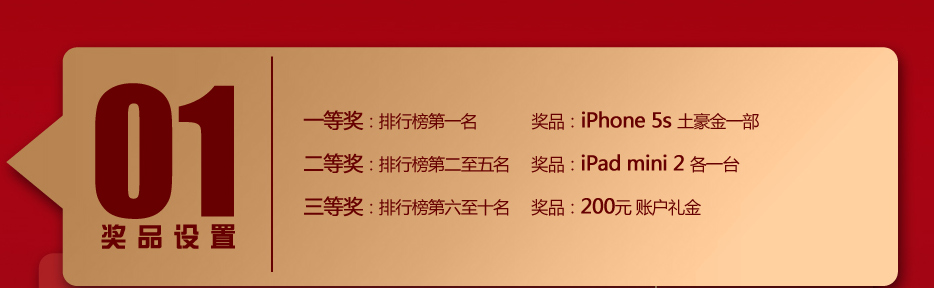 01
奖品设置
一等奖：排行榜第一名 奖品：iPhone 5s 土豪金一部
二等奖：排行榜第二至五名 奖品：iPad mini 2 各一台
三等奖：排行榜第六至十名 奖品：200元 账户礼金